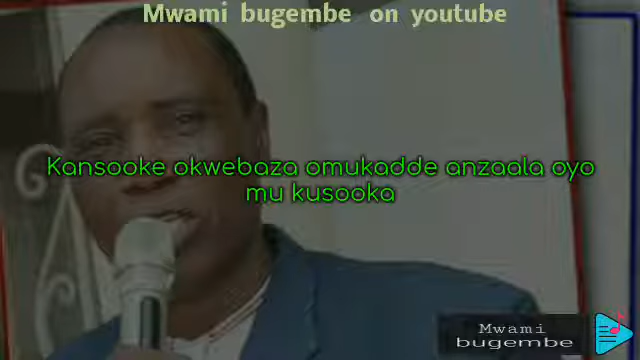 Mwami bugembe on youtube
Kansooke okwebaza omukadde anzaala oyo
mu kusooka
Mwami
bugembe